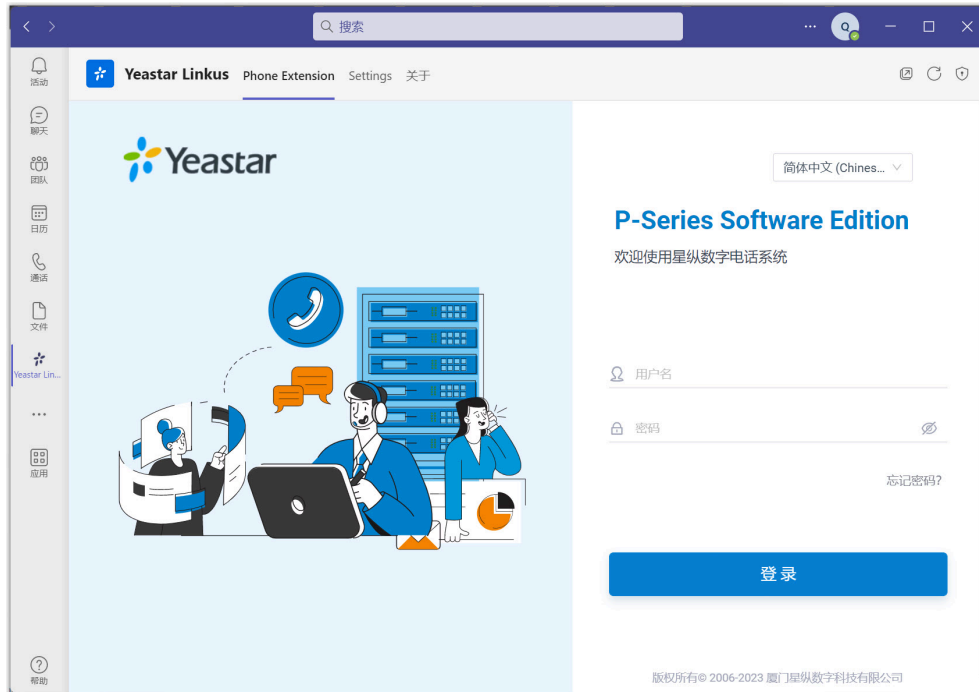 搜索
Q
活动
聊天
团队
日历
通话
文件
Yeastar Lin...
应用
帮助
Yeastar Linkus Phone Extension Settings 关于
Yeastar
简体中文 (Chines...
P-Series Software Edition
欢迎使用星纵数字电话系统
用户名
密码
忘记密码?
登录
版权所有© 2006-2023 厦门星纵数字科技有限公司